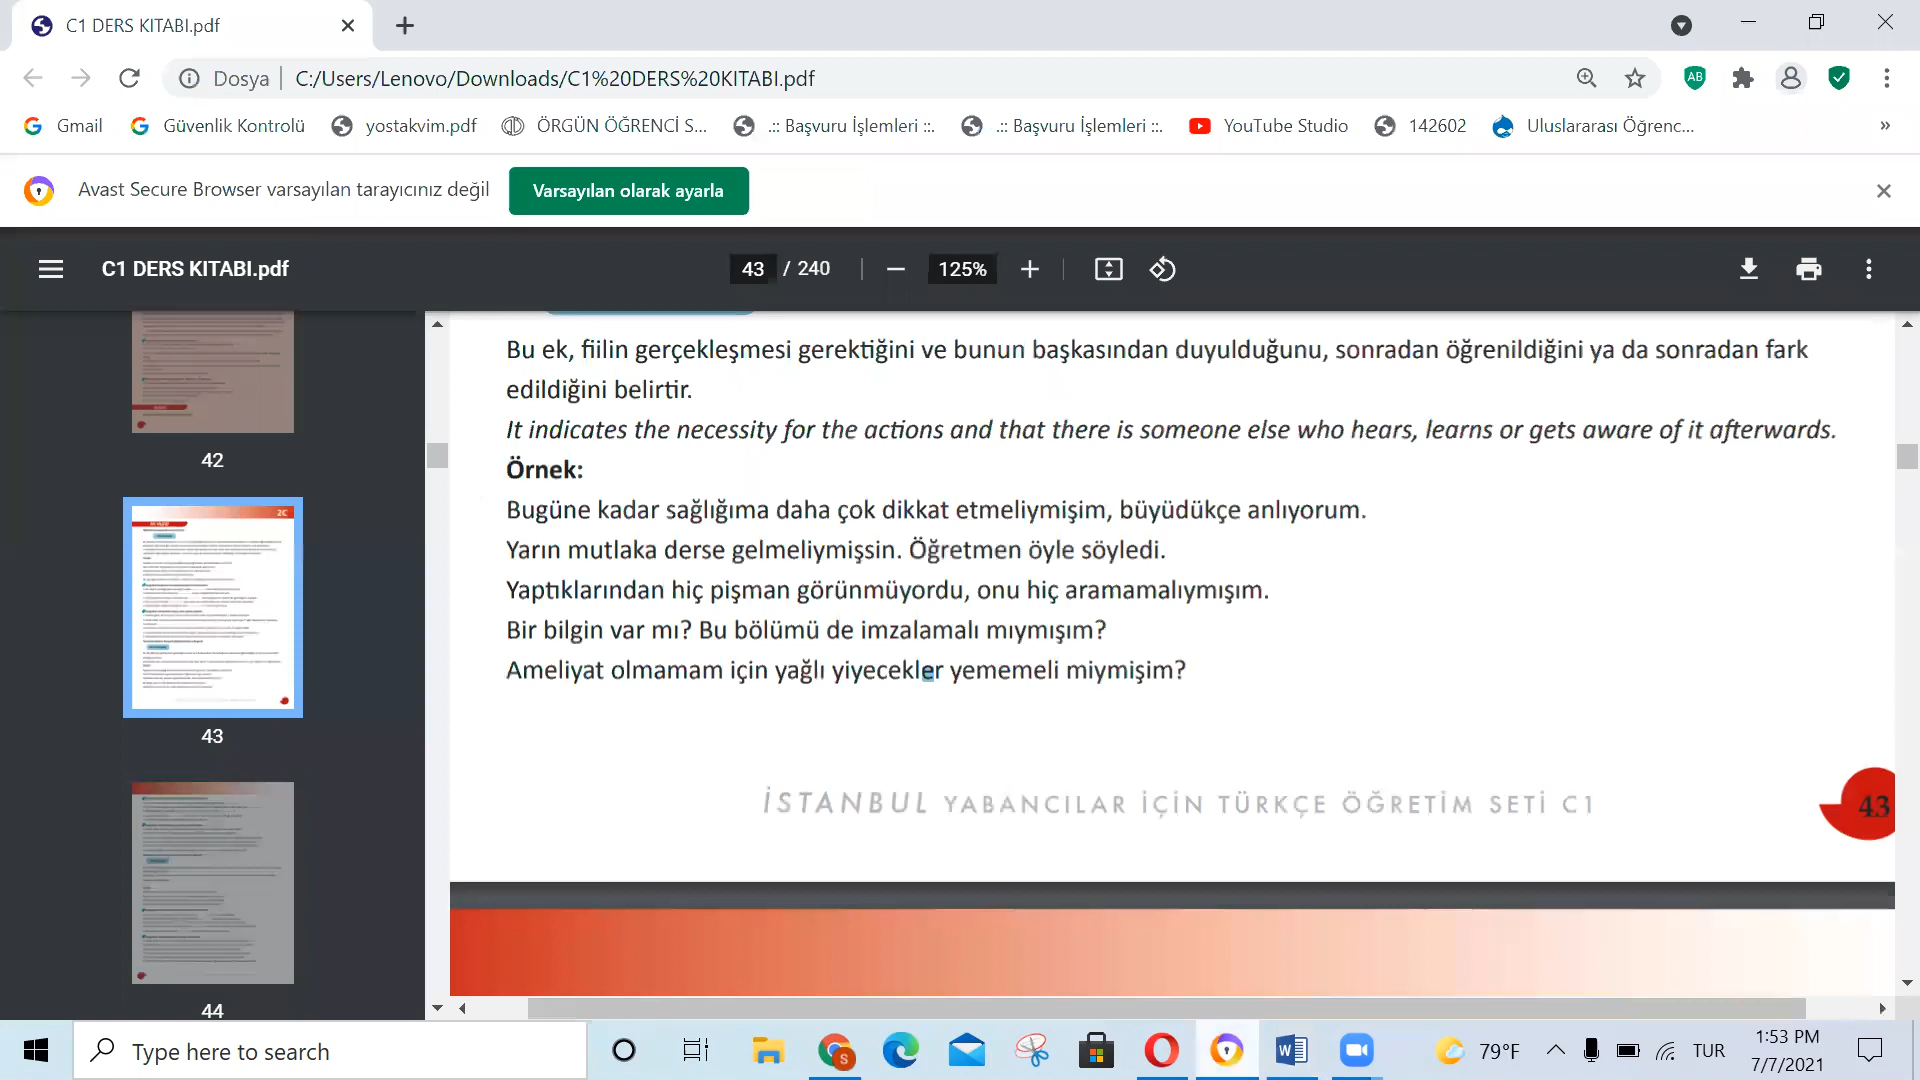 C1 DERS KITABI.pdf
Dosya C:/Users/Lenovo/Downloads/C1%20DERS%20KITABI.pdf
AB
Gmail Güvenlik Kontrolü yostakvim.pdf ÖRGÜN ÖĞRENCİ S... .:: Başvuru İşlemleri ::. .:: Başvuru İşlemleri ::. YouTube Studio 142602 Uluslararası Öğrenc... »
Avast Secure Browser varsayılan tarayıcınız değil Varsayılan olarak ayarla
C1 DERS KITABI.pdf 43 / 240 125%
Bu ek, fiilin gerçekleşmesi gerektiğini ve bunun başkasından duyulduğunu, sonradan öğrenildiğini ya da sonradan fark
edildiğini belirtir.
It indicates the necessity for the actions and that there is someone else who hears, learns or gets aware of it afterwards.
Örnek:
Bugüne kadar sağlığıma daha çok dikkat etmeliymişim, büyüdükçe anlıyorum.
Yarın mutlaka derse gelmeliymişsin. Öğretmen öyle söyledi.
Yaptıklarından hiç pişman görünmüyordu, onu hiç aramamalıymışım.
Bir bilgin var mı? Bu bölümü de imzalamalı mıymışım?
Ameliyat olmamam için yağlı yiyecekler yememeli miymişim?
İSTANBUL YABANCILAR İÇİN TÜRKÇE ÖĞRETİM SETİ C1
43
42
2C
43
44
Type here to search
S
79°F
TUR
1:53 PM
7/7/2021